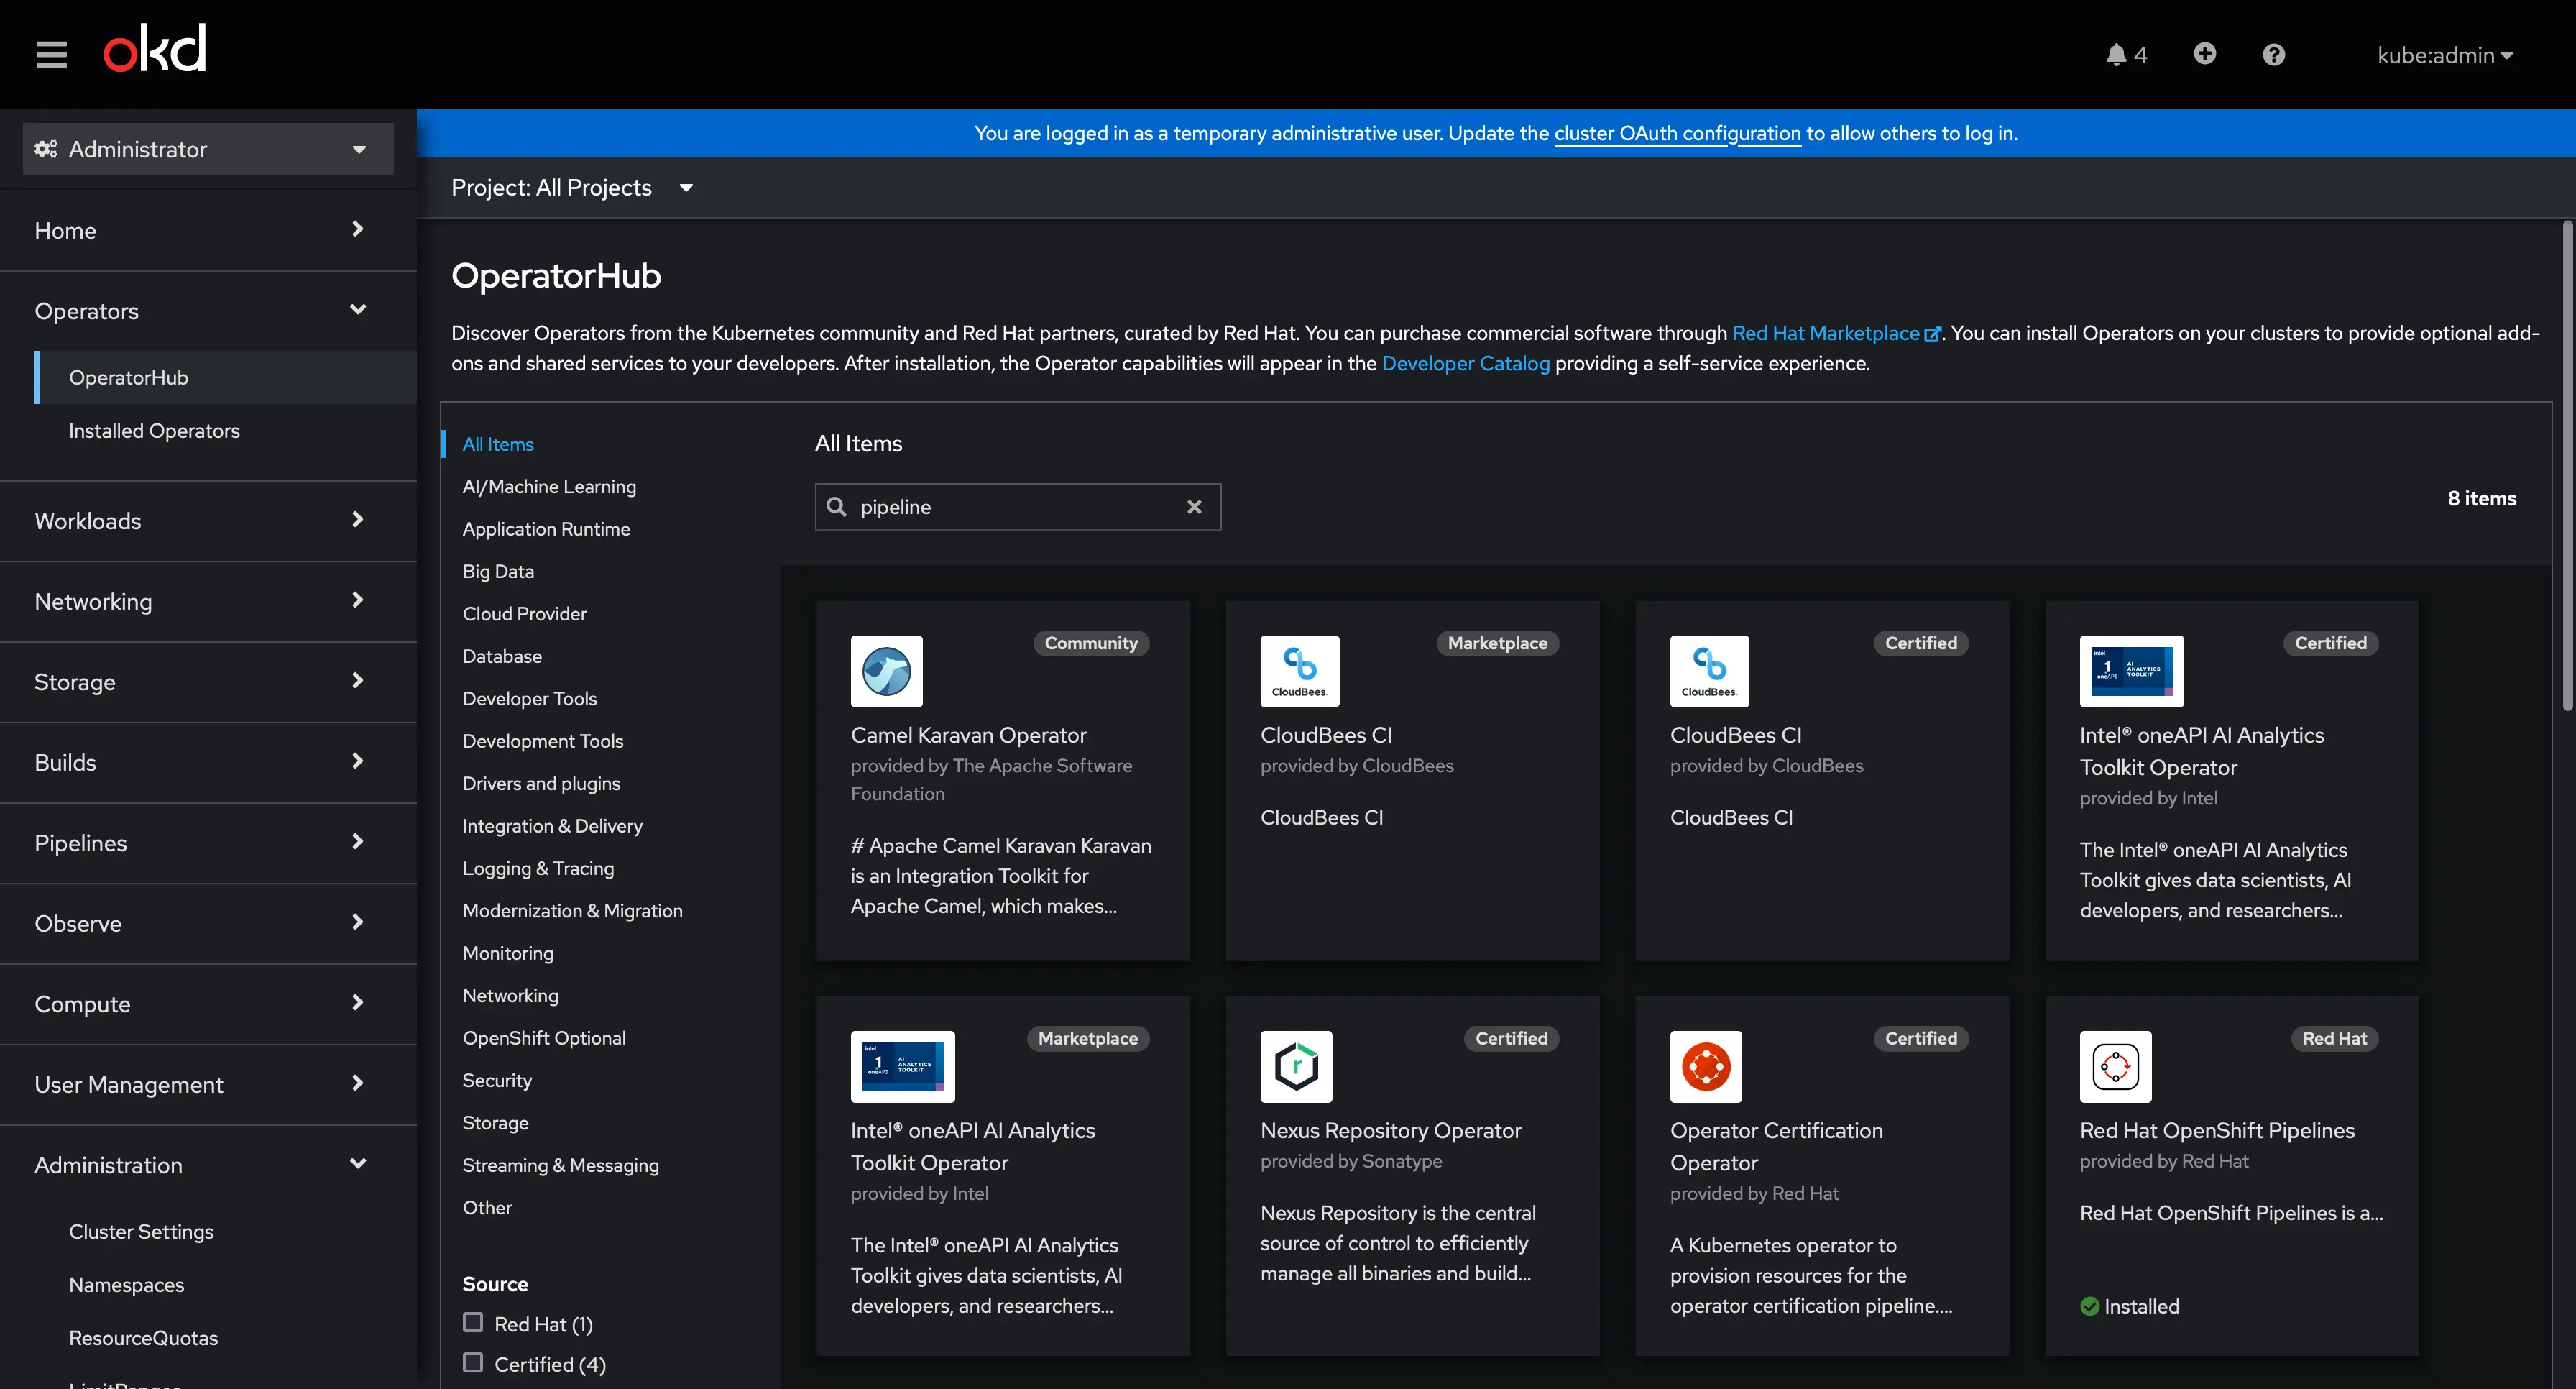 okd
4
kube:admin
Administrator
You are logged in as a temporary administrative user. Update the cluster OAuth configuration to allow others to log in.
Project: All Projects
Home
Operators
OperatorHub
Installed Operators
Workloads
Networking
Storage
Builds
Pipelines
Observe
Compute
User Management
Administration
Cluster Settings
Namespaces
ResourceQuotas
LimitRanges
OperatorHub
Discover Operators from the Kubernetes community and Red Hat partners, curated by Red Hat. You can purchase commercial software through Red Hat Marketplace. You can install Operators on your clusters to provide optional add-
ons and shared services to your developers. After installation, the Operator capabilities will appear in the Developer Catalog providing a self-service experience.
All Items
AI/Machine Learning
Application Runtime
Big Data
Cloud Provider
Database
Developer Tools
Development Tools
Drivers and plugins
Integration & Delivery
Logging & Tracing
Modernization & Migration
Monitoring
Networking
OpenShift Optional
Security
Storage
Streaming & Messaging
Other
Source
Red Hat (1)
Certified (4)
All Items
pipeline
8 items
Community
Camel Karavan Operator
provided by The Apache Software
Foundation
# Apache Camel Karavan Karavan
is an Integration Toolkit for
Apache Camel, which makes...
Marketplace
CloudBees.
CloudBees CI
provided by CloudBees
CloudBees CI
Certified
CloudBees.
CloudBees CI
provided by CloudBees
CloudBees CI
Certified
intel
1
oneAPI
AI
ANALYTICS
TOOLKIT
Intel® oneAPI AI Analytics
Toolkit Operator
provided by Intel
The Intel® oneAPI AI Analytics
Toolkit gives data scientists, AI
developers, and researchers...
Marketplace
intel
1
oneAPI
AI
ANALYTICS
TOOLKIT
Intel® oneAPI AI Analytics
Toolkit Operator
provided by Intel
The Intel® oneAPI AI Analytics
Toolkit gives data scientists, AI
developers, and researchers...
Certified
r
Nexus Repository Operator
provided by Sonatype
Nexus Repository is the central
source of control to efficiently
manage all binaries and build...
Certified
Operator Certification
Operator
provided by Red Hat
A Kubernetes operator to
provision resources for the
operator certification pipeline....
Red Hat
Red Hat OpenShift Pipelines
provided by Red Hat
Red Hat OpenShift Pipelines is a...
Installed